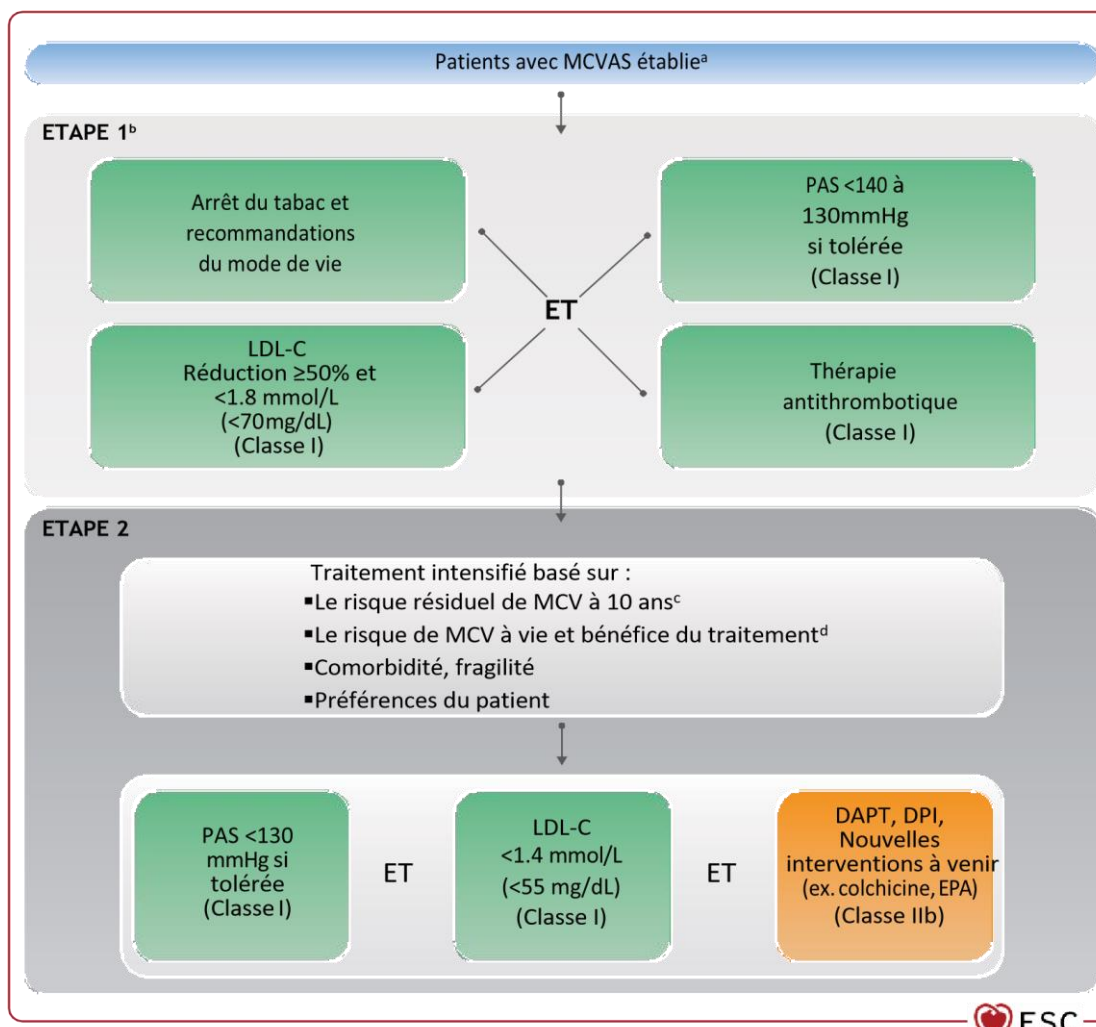 Patients avec MCVAS établieᵃ
ETAPE 1ᵇ
Arrêt du tabac et
recommandations
du mode de vie
PAS <140 à
130mmHg
si tolérée
(Classe I)
ET
LDL-C
Réduction ≥50% et
<1.8 mmol/L
(<70mg/dL)
(Classe I)
Thérapie
antithrombotique
(Classe I)
ETAPE 2
Traitement intensifié basé sur :
▪Le risque résiduel de MCV à 10 ansᶜ
▪Le risque de MCV à vie et bénéfice du traitementᵈ
▪Comorbidité, fragilité
▪Préférences du patient
PAS <130
mmHg si
tolérée
(Classe I)
ET
LDL-C
<1.4 mmol/L
(<55 mg/dL)
(Classe I)
ET
DAPT, DPI,
Nouvelles
interventions à venir
(ex. colchicine, EPA)
(Classe IIb)
ESC